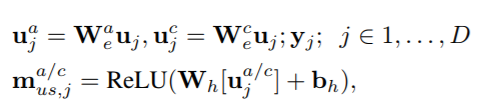 u_j^a = W_e^a u_j, u_j^c = W_e^c u_j; y_j; j ∈ 1, . . . , D
m_{us,j}^{a/c} = ReLU(W_h[u_j^{a/c}] + b_h),